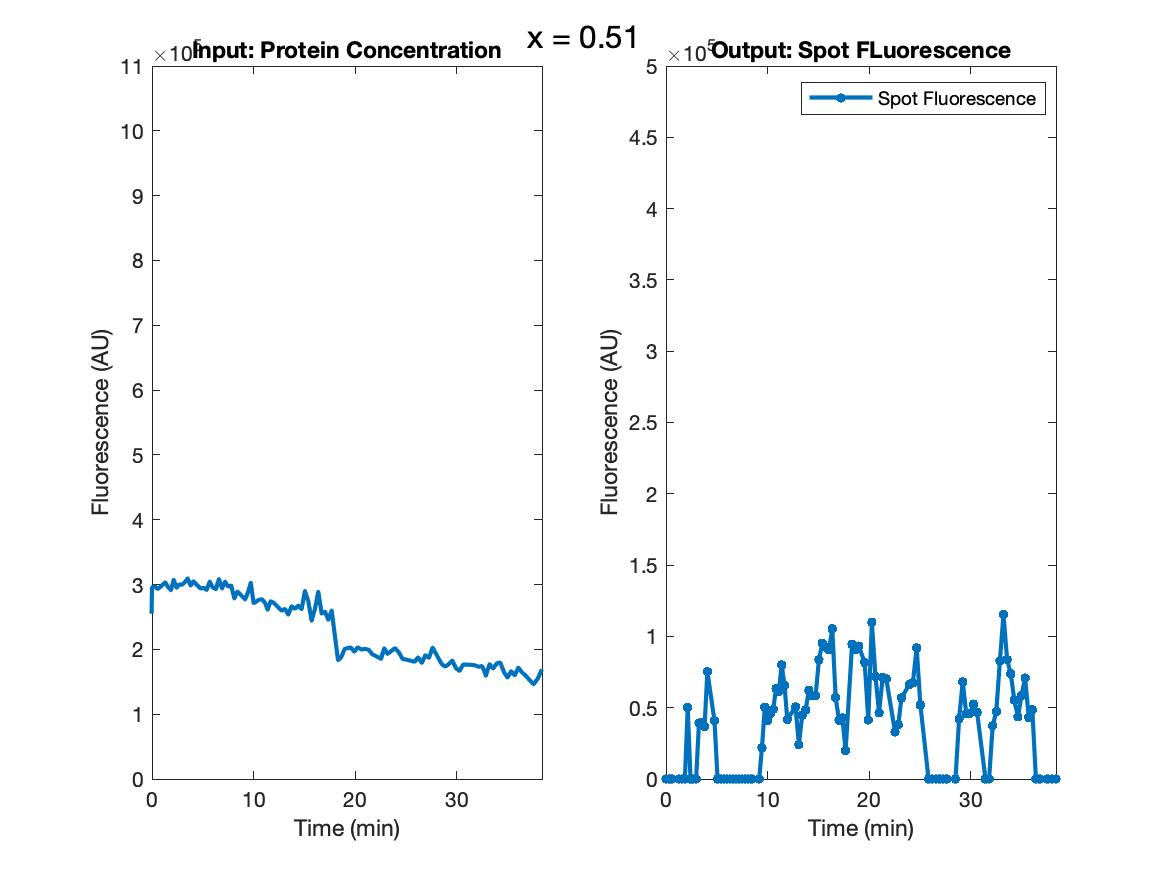 x = 0.51
×10⁵
Input: Protein Concentration
11
10
9
8
7
6
5
4
3
2
1
0
Fluorescence (AU)
0 10 20 30
Time (min)
×10⁵
Output: Spot FLuorescence
Spot Fluorescence
5
4.5
4
3.5
3
2.5
2
1.5
1
0.5
0
Fluorescence (AU)
0 10 20 30
Time (min)